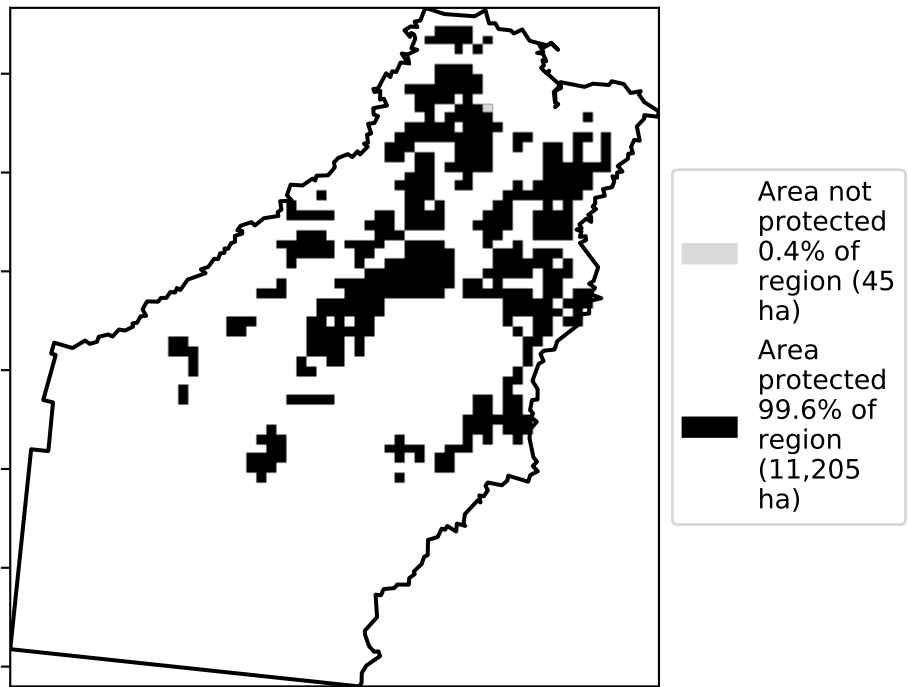 Area not
protected
0.4% of
region (45
ha)
Area
protected
99.6% of
region
(11,205
ha)